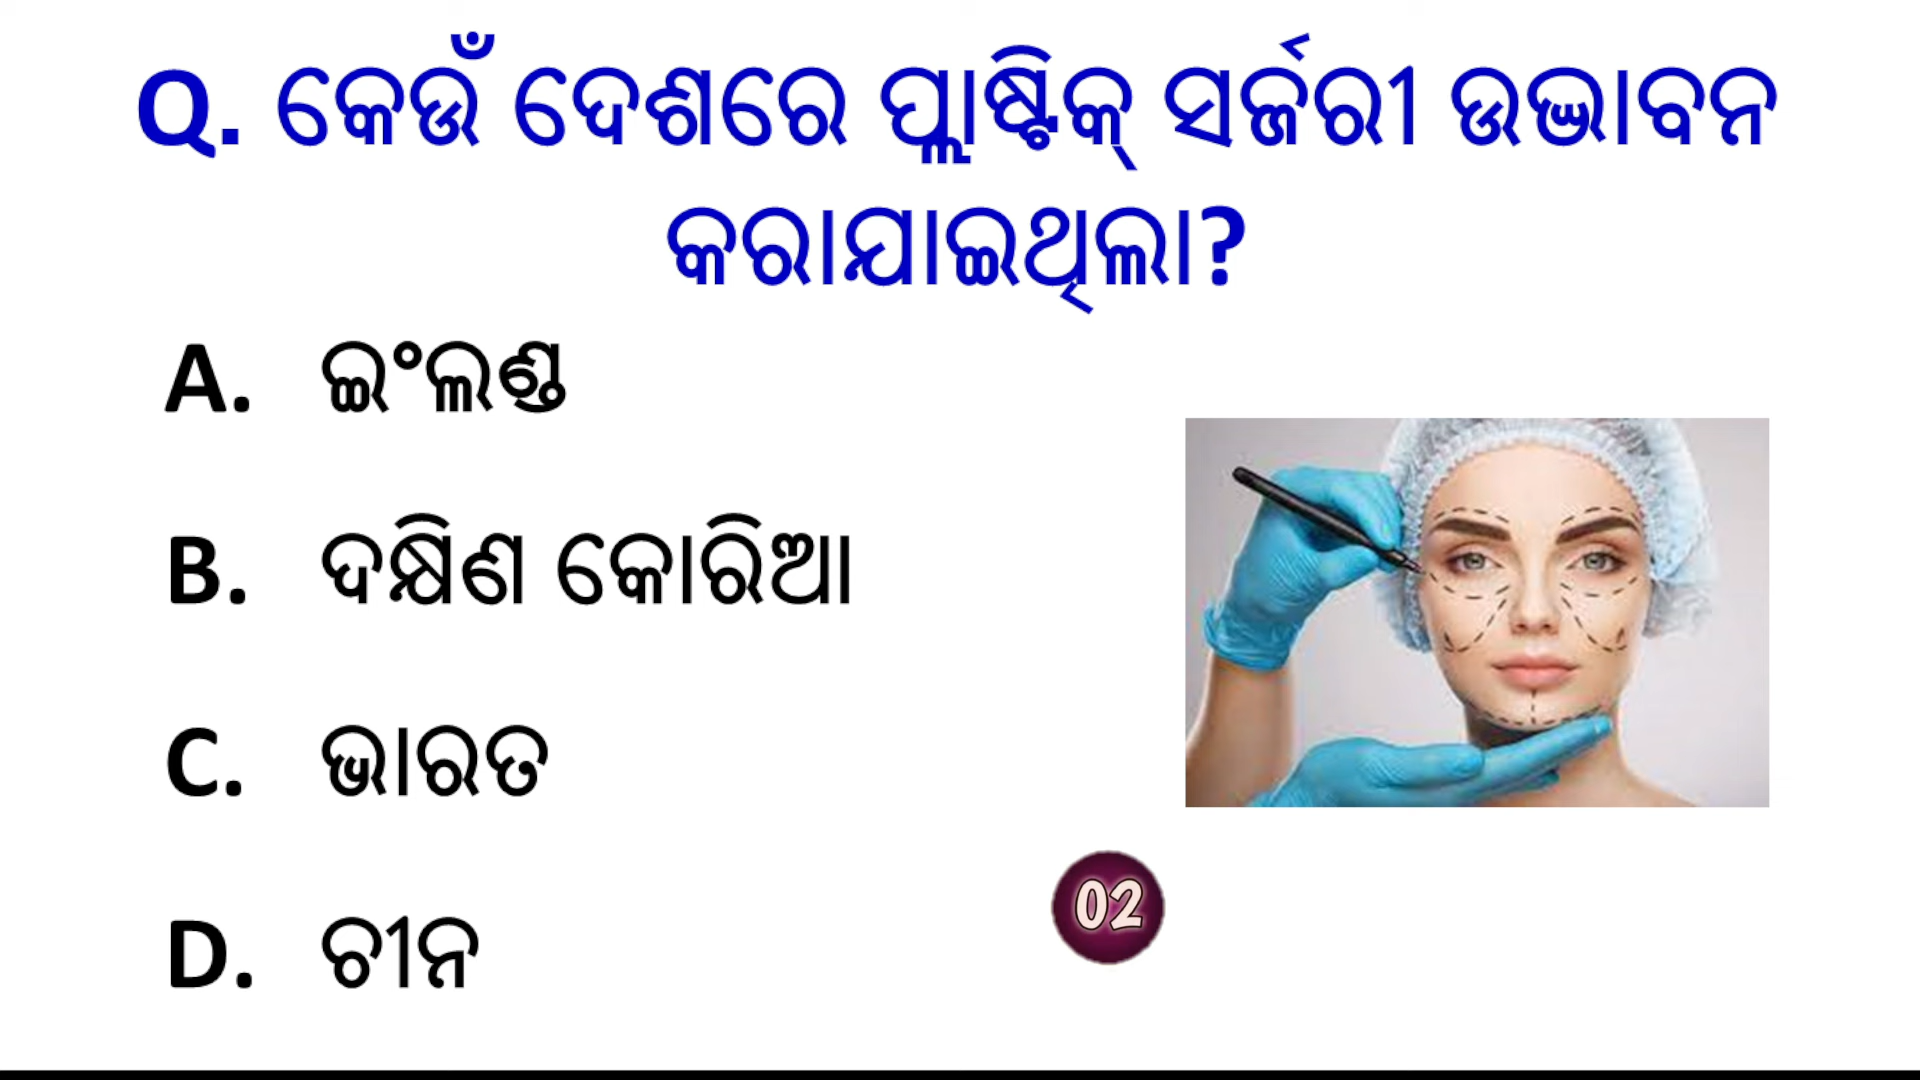 Q. କେଉଁ ଦେଶରେ ପ୍ଲାଷ୍ଟିକ୍ ସର୍ଜରୀ ଉଦ୍ଭାବନ
କରାଯାଇଥିଲା?
A. ଇଂଲଣ୍ଡ
B. ଦକ୍ଷିଣ କୋରିଆ
C. ଭାରତ
D. ଚୀନ
02